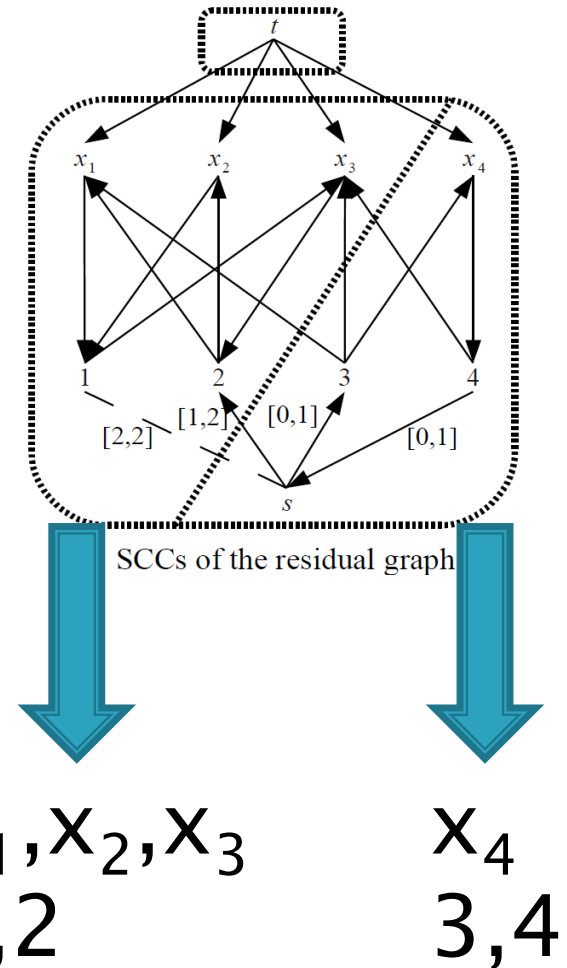 t
x₁ x₂ x₃ x₄
1 2 3 4
[2,2] [1,2] [0,1] [0,1]
s
SCCs of the residual graph
₁,x₂,x₃ x₄
,2 3,4